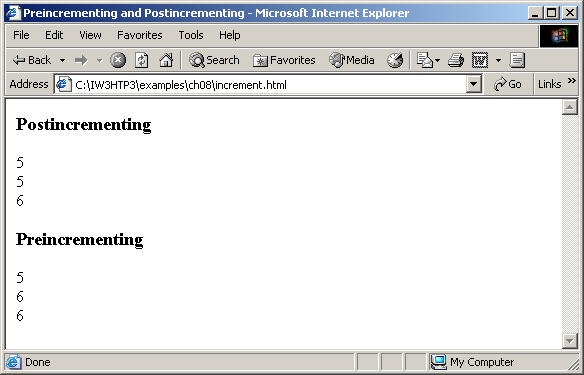 Preincrementing and Postincrementing - Microsoft Internet Explorer
File Edit View Favorites Tools Help
Back Search Favorites Media
Address C:\IW3HTP3\examples\ch08\increment.html Go Links »
Postincrementing
5
5
6
Preincrementing
5
6
6
Done My Computer